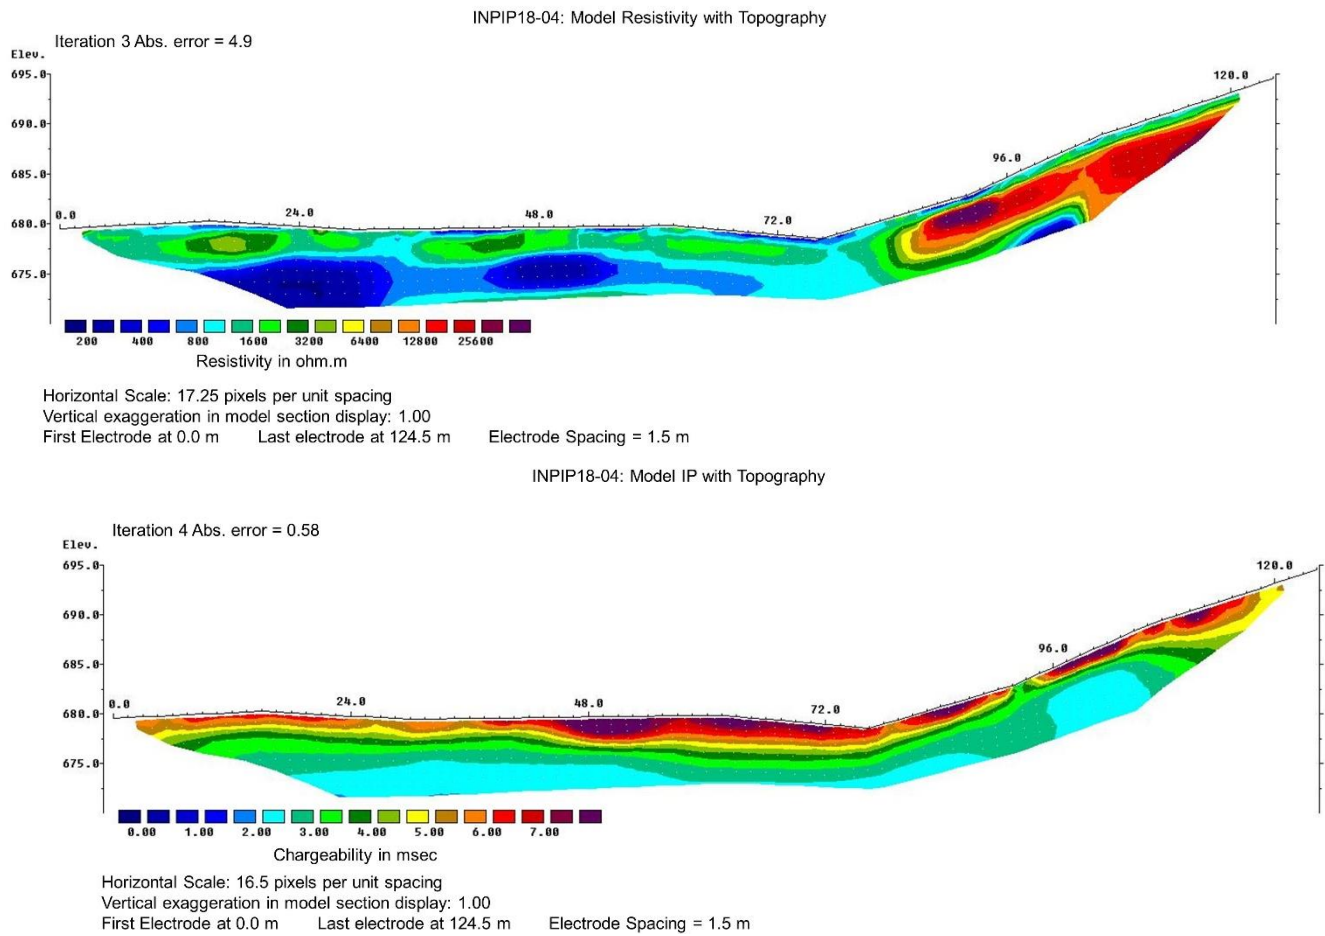 INPIP18-04: Model Resistivity with Topography
Iteration 3 Abs. error = 4.9
Elev.
695.0
120.0
690.0
685.0
96.0
680.0
0.0 24.0 48.0 72.0
675.0
200 400 800 1600 3200 6400 12800 25600
Resistivity in ohm.m
Horizontal Scale: 17.25 pixels per unit spacing
Vertical exaggeration in model section display: 1.00
First Electrode at 0.0 m Last electrode at 124.5 m Electrode Spacing = 1.5 m
INPIP18-04: Model IP with Topography
Iteration 4 Abs. error = 0.58
Elev.
695.0
120.0
690.0
685.0
96.0
680.0
0.0 24.0 48.0 72.0
675.0
0.00 1.00 2.00 3.00 4.00 5.00 6.00 7.00
Chargeability in msec
Horizontal Scale: 16.5 pixels per unit spacing
Vertical exaggeration in model section display: 1.00
First Electrode at 0.0 m Last electrode at 124.5 m Electrode Spacing = 1.5 m